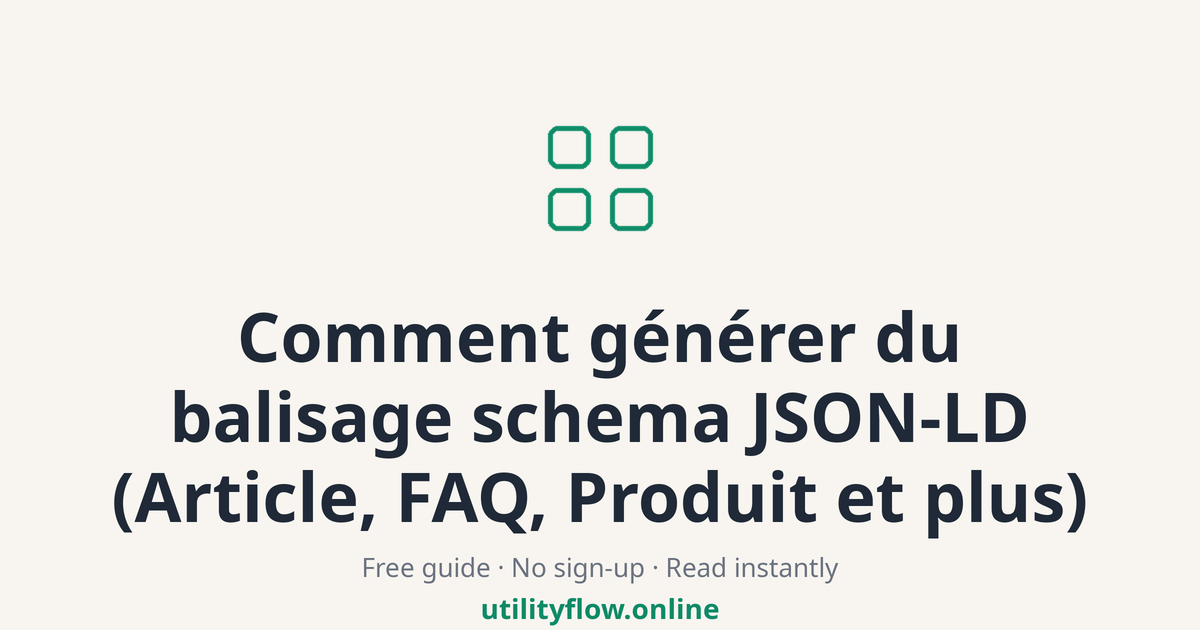 Comment générer du
balisage schema JSON-LD
(Article, FAQ, Produit et plus)
Free guide · No sign-up · Read instantly
utilityflow.online